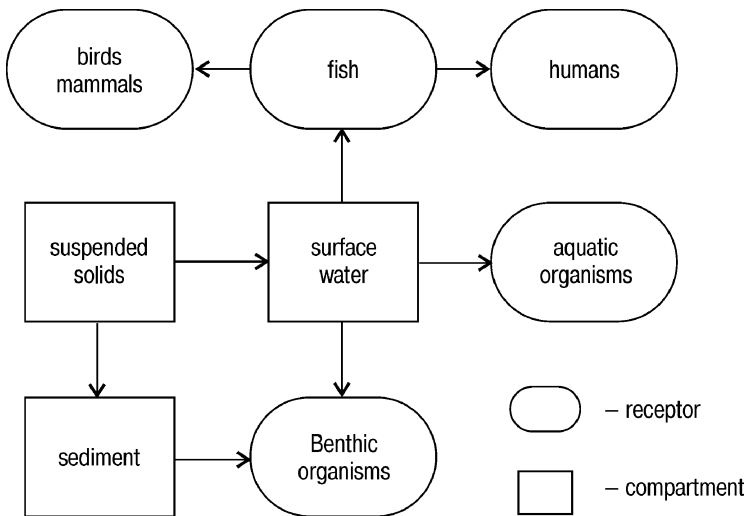 birds
mammals
fish
humans
suspended
solids
surface
water
aquatic
organisms
sediment
Benthic
organisms
– receptor
– compartment